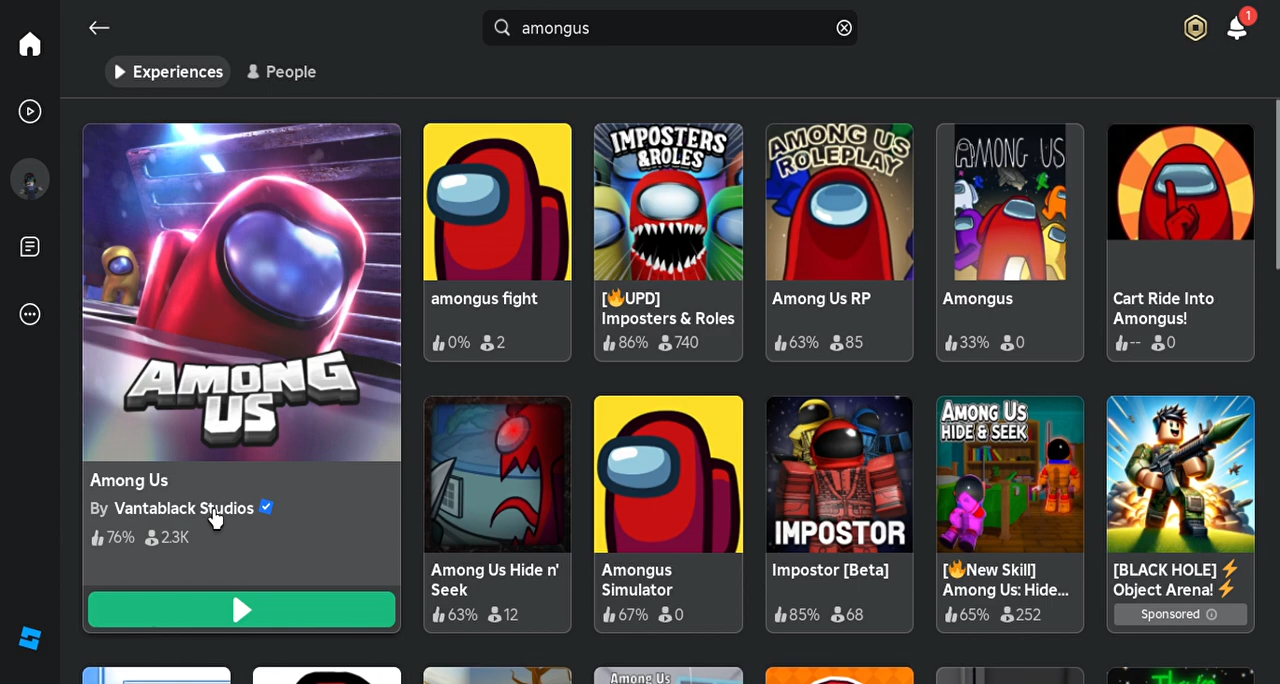 amongus
1
Experiences
People
AMONG
US
Among Us
By Vantablack Studios
76% 2.3K
amongus fight
0% 2
IMPOSTERS
&ROLES
[🔥UPD]
Imposters & Roles
86% 740
AMONG US
ROLEPLAY
Among Us RP
63% 85
AMONG US
Amongus
33% 0
Cart Ride Into
Amongus!
-- 0
Among Us Hide n'
Seek
63% 12
Amongus
Simulator
67% 0
IMPOSTOR
Impostor [Beta]
85% 68
AMONG US
HIDE & SEEK
[🔥New Skill]
Among Us: Hide...
65% 252
[BLACK HOLE]⚡
Object Arena!⚡
Sponsored
Among Us